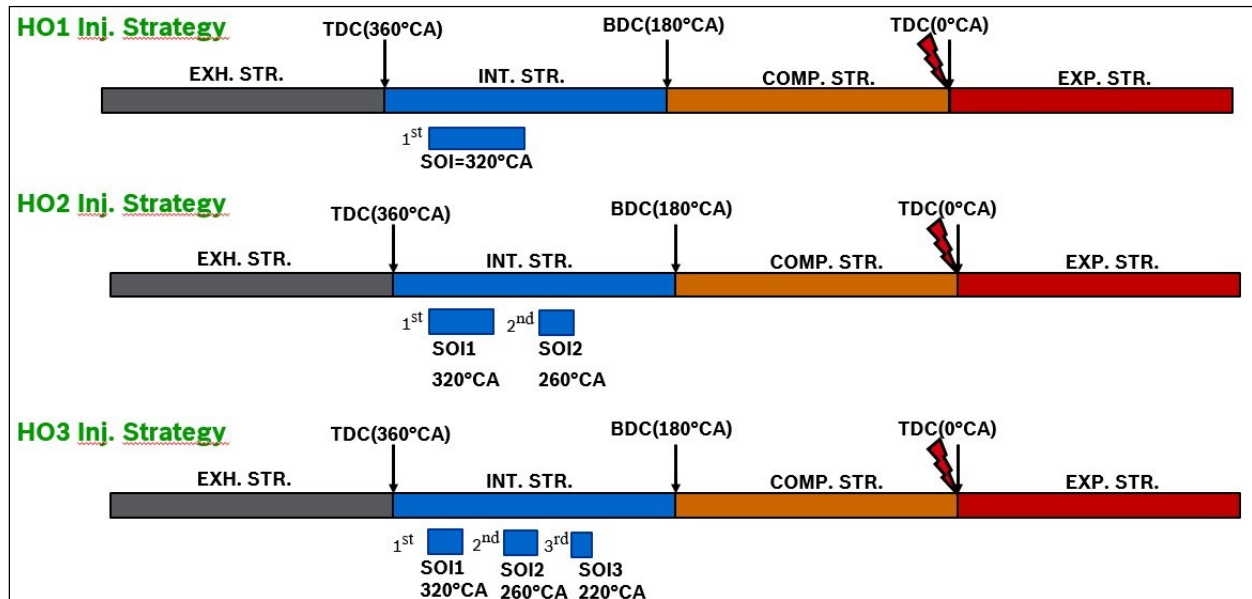 HO1 Inj. Strategy
TDC(360°CA) BDC(180°CA) TDC(0°CA)
EXH. STR. INT. STR. COMP. STR. EXP. STR.
1st
SOI=320°CA
HO2 Inj. Strategy
TDC(360°CA) BDC(180°CA) TDC(0°CA)
EXH. STR. INT. STR. COMP. STR. EXP. STR.
1st 2nd
SOI1 SOI2
320°CA 260°CA
HO3 Inj. Strategy
TDC(360°CA) BDC(180°CA) TDC(0°CA)
EXH. STR. INT. STR. COMP. STR. EXP. STR.
1st 2nd 3rd
SOI1 SOI2 SOI3
320°CA 260°CA 220°CA